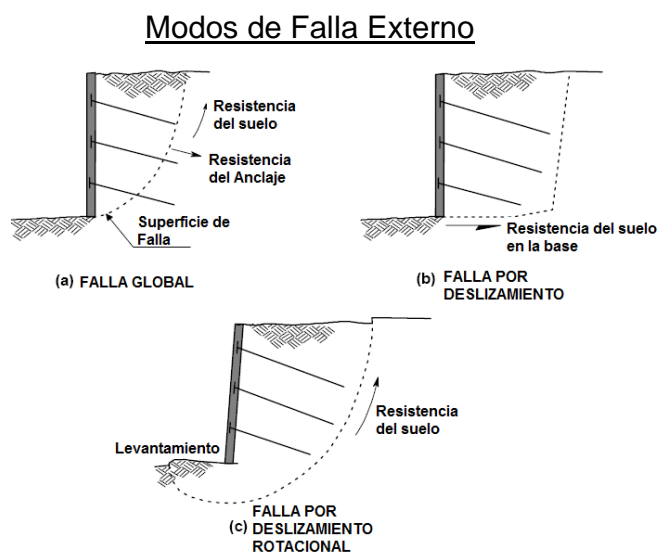 Modos de Falla Externo
Resistencia
del suelo
Resistencia
del Anclaje
Superficie de
Falla
(a) FALLA GLOBAL
Resistencia del suelo
en la base
(b) FALLA POR
DESLIZAMIENTO
Levantamiento
Resistencia
del suelo
(c) FALLA POR
DESLIZAMIENTO
ROTACIONAL